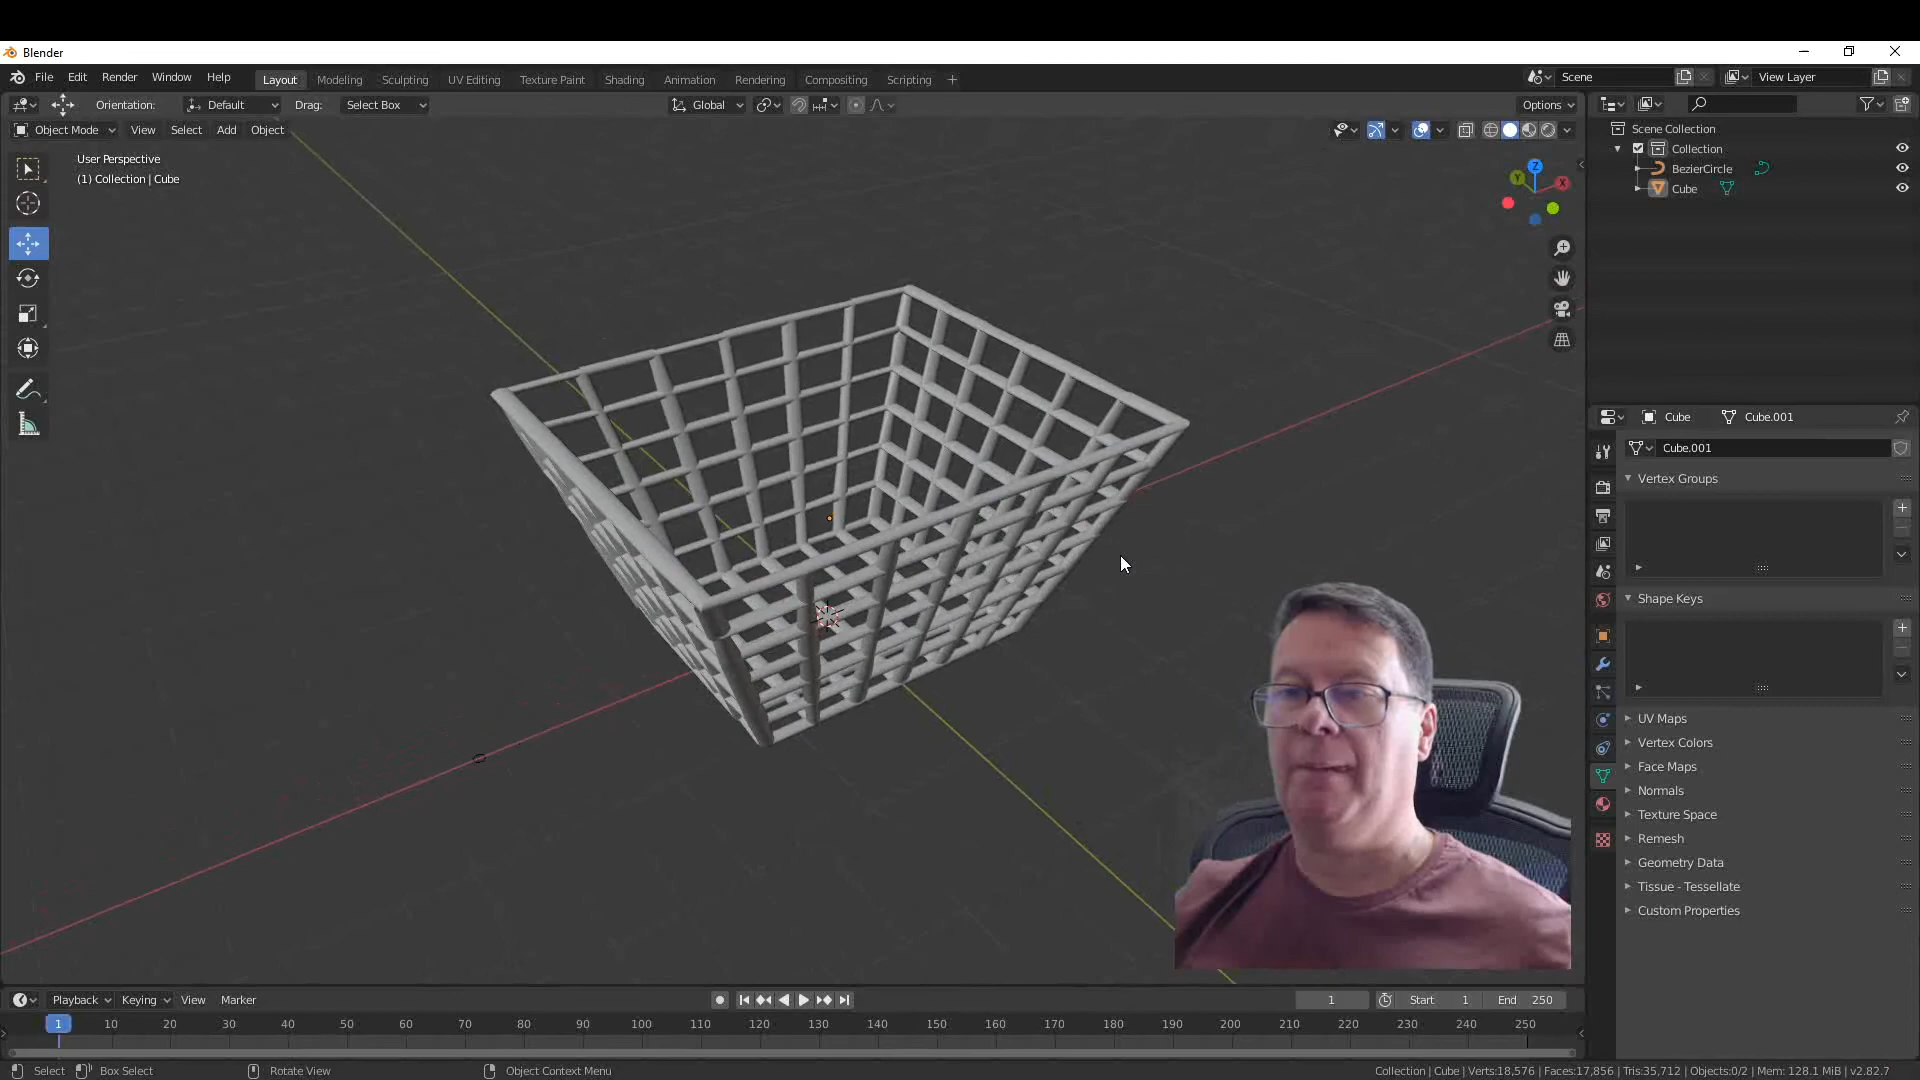 Blender
File Edit Render Window Help Layout Modeling Sculpting UV Editing Texture Paint Shading Animation Rendering Compositing Scripting + Scene View Layer
Orientation: Default Drag: Select Box Global Options
Object Mode View Select Add Object
User Perspective
(1) Collection | Cube
Z
Y
X
Scene Collection
Collection
BezierCircle
Cube
Cube Cube.001
Cube.001
Vertex Groups
Shape Keys
UV Maps
Vertex Colors
Face Maps
Normals
Texture Space
Remesh
Geometry Data
Tissue - Tessellate
Custom Properties
Playback Keying View Marker 1 Start 1 End 250
1 10 20 30 40 50 60 70 80 90 100 110 120 130 140 150 160 170 180 190 200 210 220 230 240 250
Select Box Select Rotate View Object Context Menu Collection | Cube | Verts:18,576 | Faces:17,856 | Tris:35,712 | Objects:0/2 | Mem: 128.1 MiB | v2.82.7